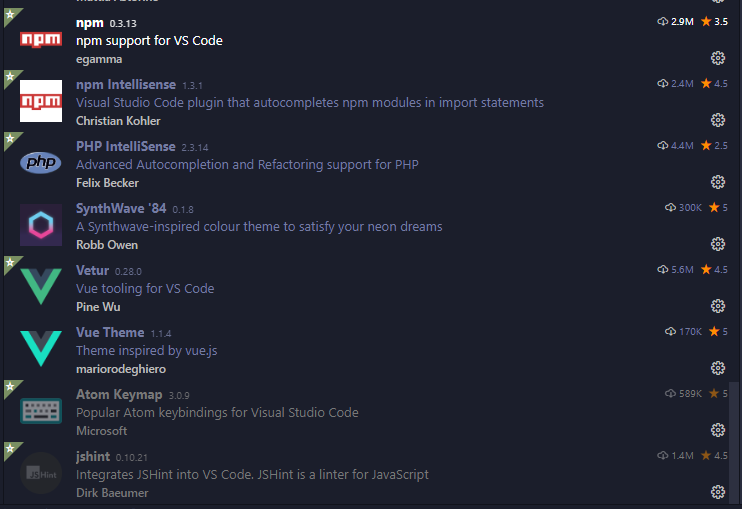 npm 0.3.13 2.9M 3.5
npm support for VS Code
egamma
npm
npm Intellisense 1.3.1 2.4M 4.5
Visual Studio Code plugin that autocompletes npm modules in import statements
Christian Kohler
npm
PHP IntelliSense 2.3.14 4.4M 2.5
Advanced Autocompletion and Refactoring support for PHP
Felix Becker
php
SynthWave '84 0.1.8 300K 5
A Synthwave-inspired colour theme to satisfy your neon dreams
Robb Owen
Vetur 0.28.0 5.6M 4.5
Vue tooling for VS Code
Pine Wu
Vue Theme 1.1.4 170K 5
Theme inspired by vue.js
mariorodeghiero
Atom Keymap 3.0.9 589K 5
Popular Atom keybindings for Visual Studio Code
Microsoft
jshint 0.10.21 1.4M 4.5
Integrates JSHint into VS Code. JSHint is a linter for JavaScript
Dirk Baeumer
JSHint